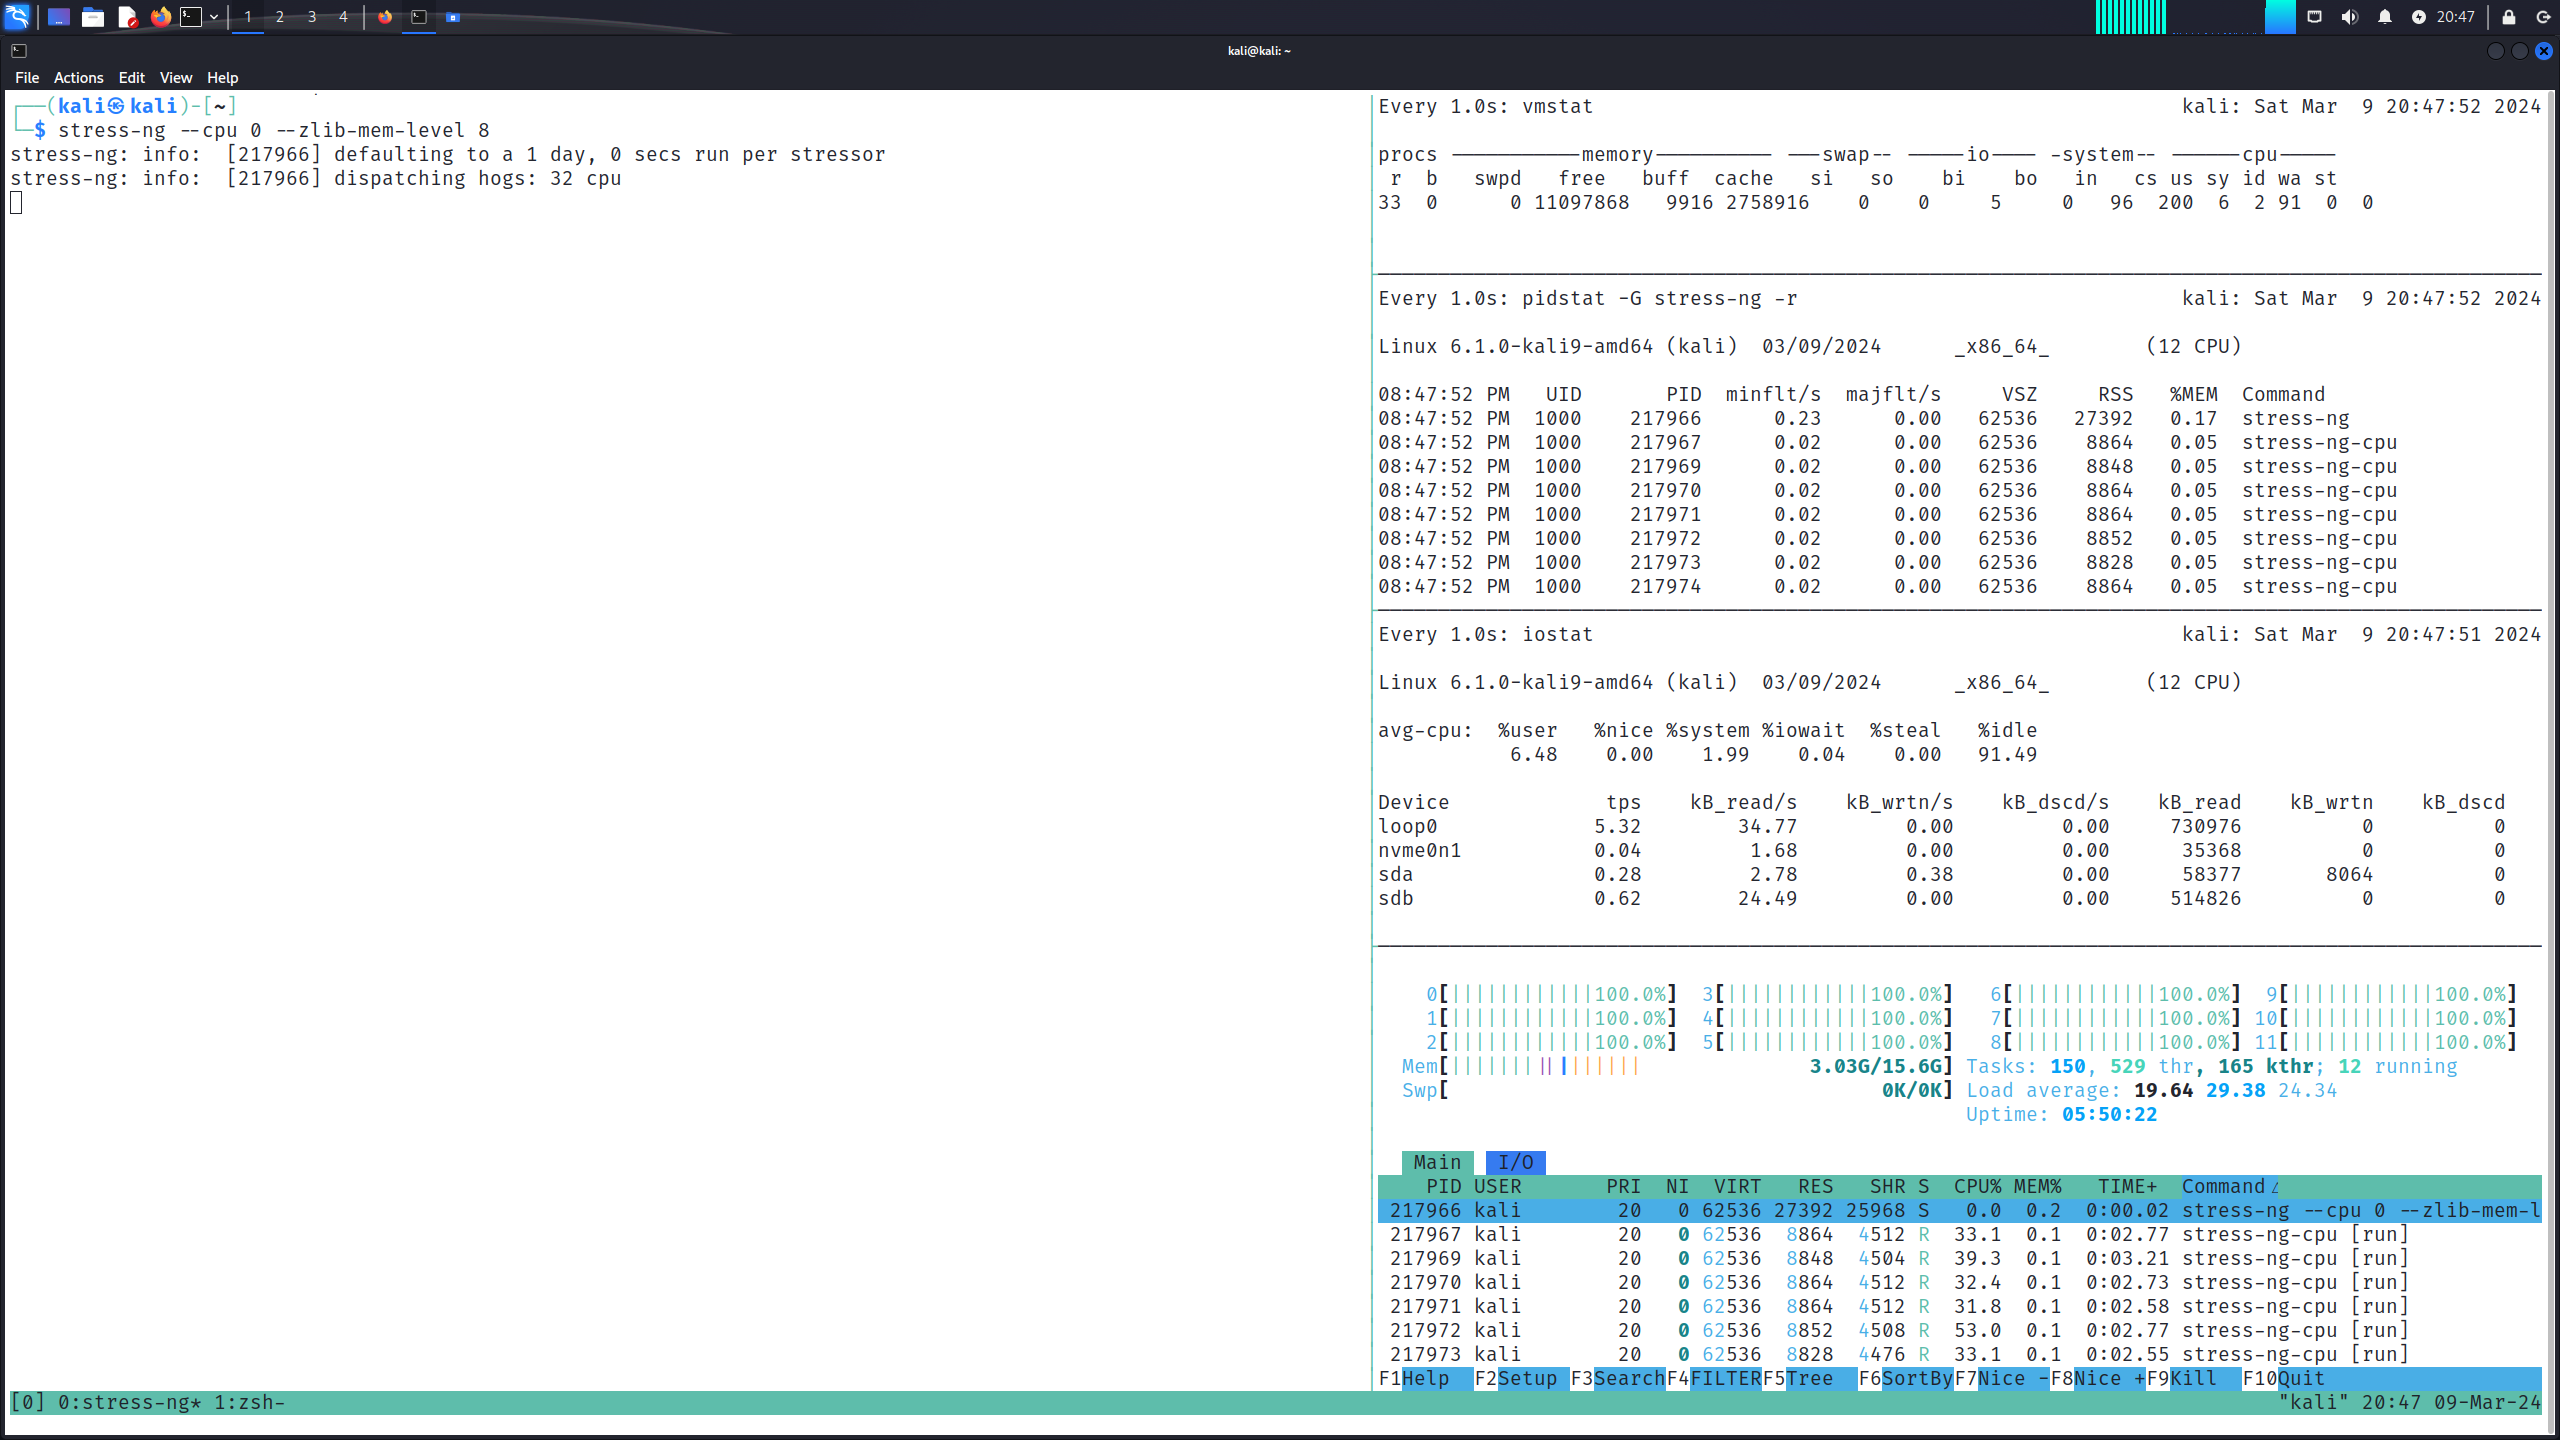 1 2 3 4 20:47
kali@kali: ~
File Actions Edit View Help
┌──(kali㉿kali)-[~]
└─$ stress-ng --cpu 0 --zlib-mem-level 8
stress-ng: info:  [217966] defaulting to a 1 day, 0 secs run per stressor
stress-ng: info:  [217966] dispatching hogs: 32 cpu
Every 1.0s: vmstat kali: Sat Mar  9 20:47:52 2024
procs -----------memory---------- ---swap-- -----io---- -system-- ------cpu-----
r b swpd free buff cache si so bi bo in cs us sy id wa st
33 0 0 11097868 9916 2758916 0 0 5 0 96 200 6 2 91 0 0
Every 1.0s: pidstat -G stress-ng -r kali: Sat Mar  9 20:47:52 2024
Linux 6.1.0-kali9-amd64 (kali) 03/09/2024 _x86_64_ (12 CPU)
08:47:52 PM UID PID minflt/s majflt/s VSZ RSS %MEM Command
08:47:52 PM 1000 217966 0.23 0.00 62536 27392 0.17 stress-ng
08:47:52 PM 1000 217967 0.02 0.00 62536 8864 0.05 stress-ng-cpu
08:47:52 PM 1000 217969 0.02 0.00 62536 8848 0.05 stress-ng-cpu
08:47:52 PM 1000 217970 0.02 0.00 62536 8864 0.05 stress-ng-cpu
08:47:52 PM 1000 217971 0.02 0.00 62536 8864 0.05 stress-ng-cpu
08:47:52 PM 1000 217972 0.02 0.00 62536 8852 0.05 stress-ng-cpu
08:47:52 PM 1000 217973 0.02 0.00 62536 8828 0.05 stress-ng-cpu
08:47:52 PM 1000 217974 0.02 0.00 62536 8864 0.05 stress-ng-cpu
Every 1.0s: iostat kali: Sat Mar  9 20:47:51 2024
Linux 6.1.0-kali9-amd64 (kali) 03/09/2024 _x86_64_ (12 CPU)
avg-cpu: %user %nice %system %iowait %steal %idle
6.48 0.00 1.99 0.04 0.00 91.49
Device tps kB_read/s kB_wrtn/s kB_dscd/s kB_read kB_wrtn kB_dscd
loop0 5.32 34.77 0.00 0.00 730976 0 0
nvme0n1 0.04 1.68 0.00 0.00 35368 0 0
sda 0.28 2.78 0.38 0.00 58377 8064 0
sdb 0.62 24.49 0.00 0.00 514826 0 0
0[||||||||||||100.0%] 3[||||||||||||100.0%] 6[||||||||||||100.0%] 9[||||||||||||100.0%]
1[||||||||||||100.0%] 4[||||||||||||100.0%] 7[||||||||||||100.0%] 10[||||||||||||100.0%]
2[||||||||||||100.0%] 5[||||||||||||100.0%] 8[||||||||||||100.0%] 11[||||||||||||100.0%]
Mem[|||||||||||||||| 3.03G/15.6G] Tasks: 150, 529 thr, 165 kthr; 12 running
Swp[ 0K/0K] Load average: 19.64 29.38 24.34
Uptime: 05:50:22
Main I/O
PID USER PRI NI VIRT RES SHR S CPU% MEM% TIME+ Command△
217966 kali 20 0 62536 27392 25968 S 0.0 0.2 0:00.02 stress-ng --cpu 0 --zlib-mem-l
217967 kali 20 0 62536 8864 4512 R 33.1 0.1 0:02.77 stress-ng-cpu [run]
217969 kali 20 0 62536 8848 4504 R 39.3 0.1 0:03.21 stress-ng-cpu [run]
217970 kali 20 0 62536 8864 4512 R 32.4 0.1 0:02.73 stress-ng-cpu [run]
217971 kali 20 0 62536 8864 4512 R 31.8 0.1 0:02.58 stress-ng-cpu [run]
217972 kali 20 0 62536 8852 4508 R 53.0 0.1 0:02.77 stress-ng-cpu [run]
217973 kali 20 0 62536 8828 4476 R 33.1 0.1 0:02.55 stress-ng-cpu [run]
F1Help F2Setup F3SearchF4FILTERF5Tree F6SortByF7Nice -F8Nice +F9Kill F10Quit
[0] 0:stress-ng* 1:zsh- "kali" 20:47 09-Mar-24